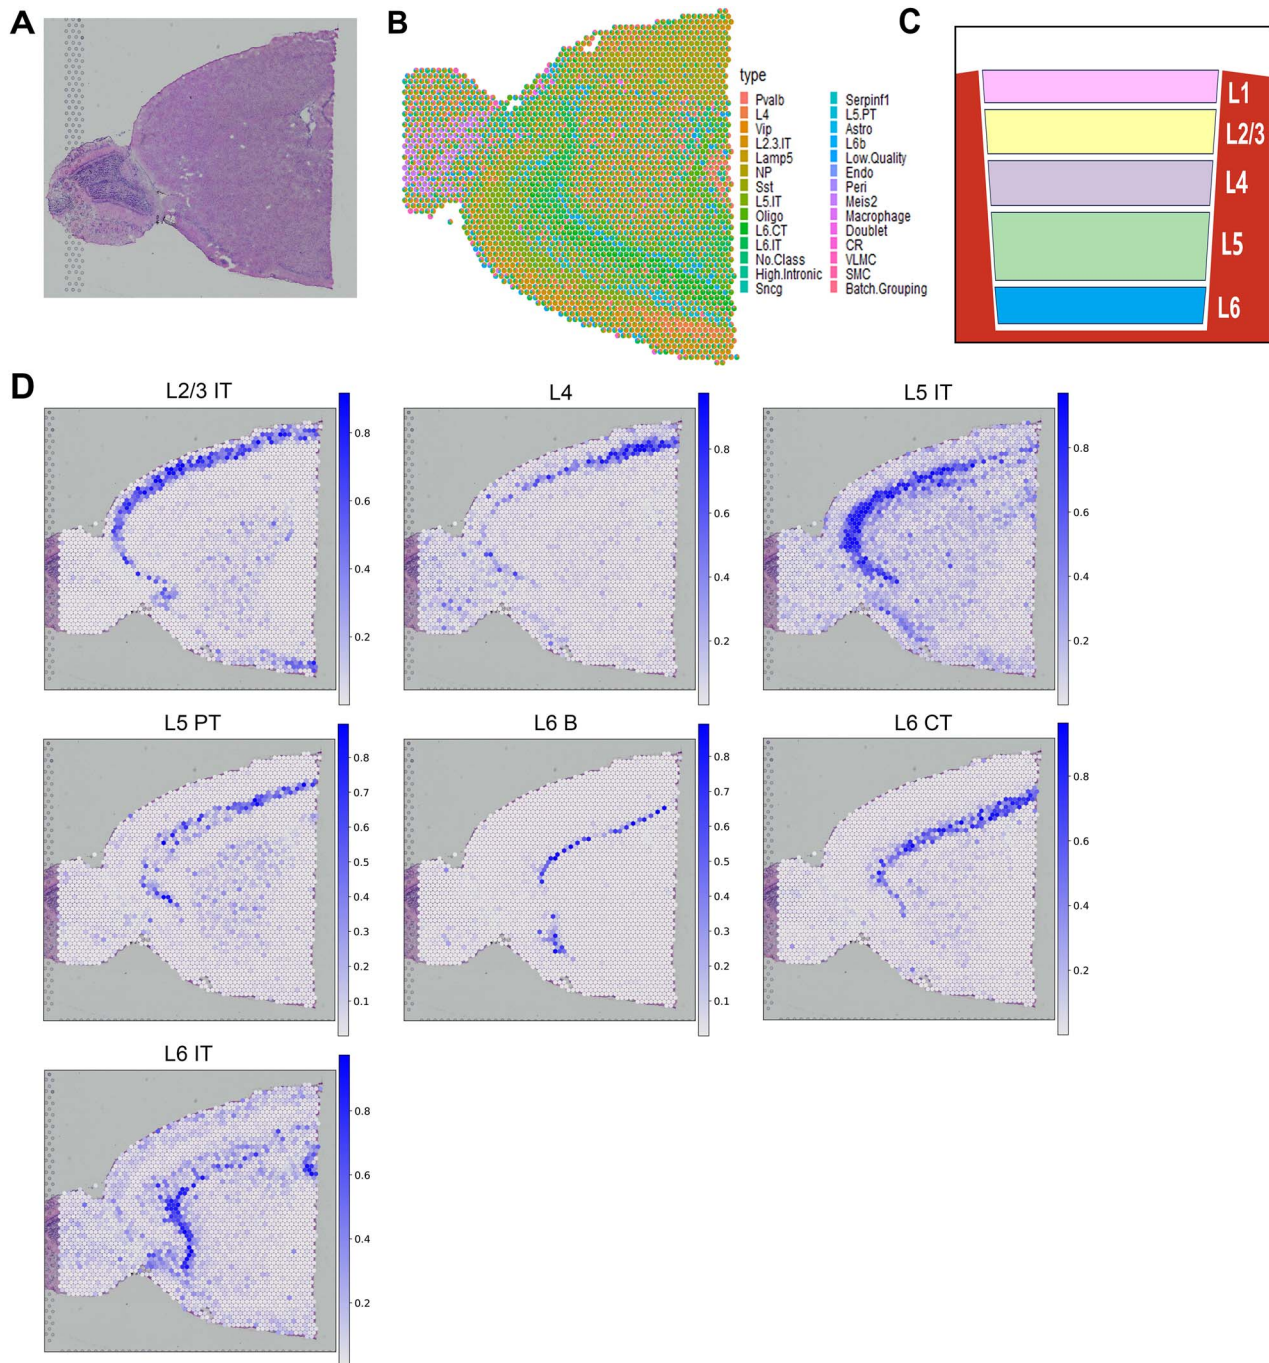 A
B
C
type
Pvalb
L4
Vip
L2.3.IT
Lamp5
NP
Sst
L5.IT
Oligo
L6.CT
L6.IT
No.Class
High.Intronic
Sncg
Serpinf1
L5.PT
Astro
L6b
Low.Quality
Endo
Peri
Meis2
Macrophage
Doublet
CR
VLMC
SMC
Batch.Grouping
L1
L2/3
L4
L5
L6
D
L2/3 IT
0.8
0.6
0.4
0.2
L4
0.8
0.6
0.4
0.2
L5 IT
0.8
0.6
0.4
0.2
L5 PT
0.8
0.7
0.6
0.5
0.4
0.3
0.2
0.1
L6 B
0.8
0.7
0.6
0.5
0.4
0.3
0.2
0.1
L6 CT
0.8
0.6
0.4
0.2
L6 IT
0.8
0.6
0.4
0.2